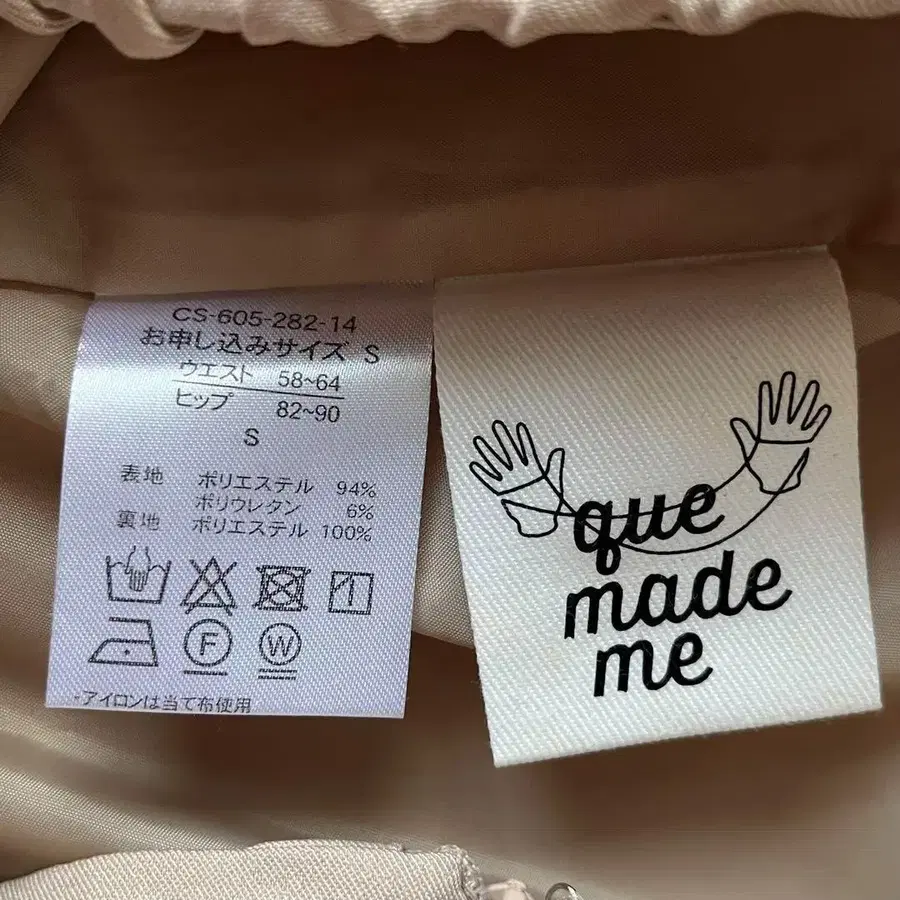 CS-605-282-14
お申し込みサイズ S
ウエスト 58~64
ヒップ 82~90
S
表地 ポリエステル 94%
ポリウレタン 6%
裏地 ポリエステル 100%
F W
-アイロンは当て布使用
que
made
me